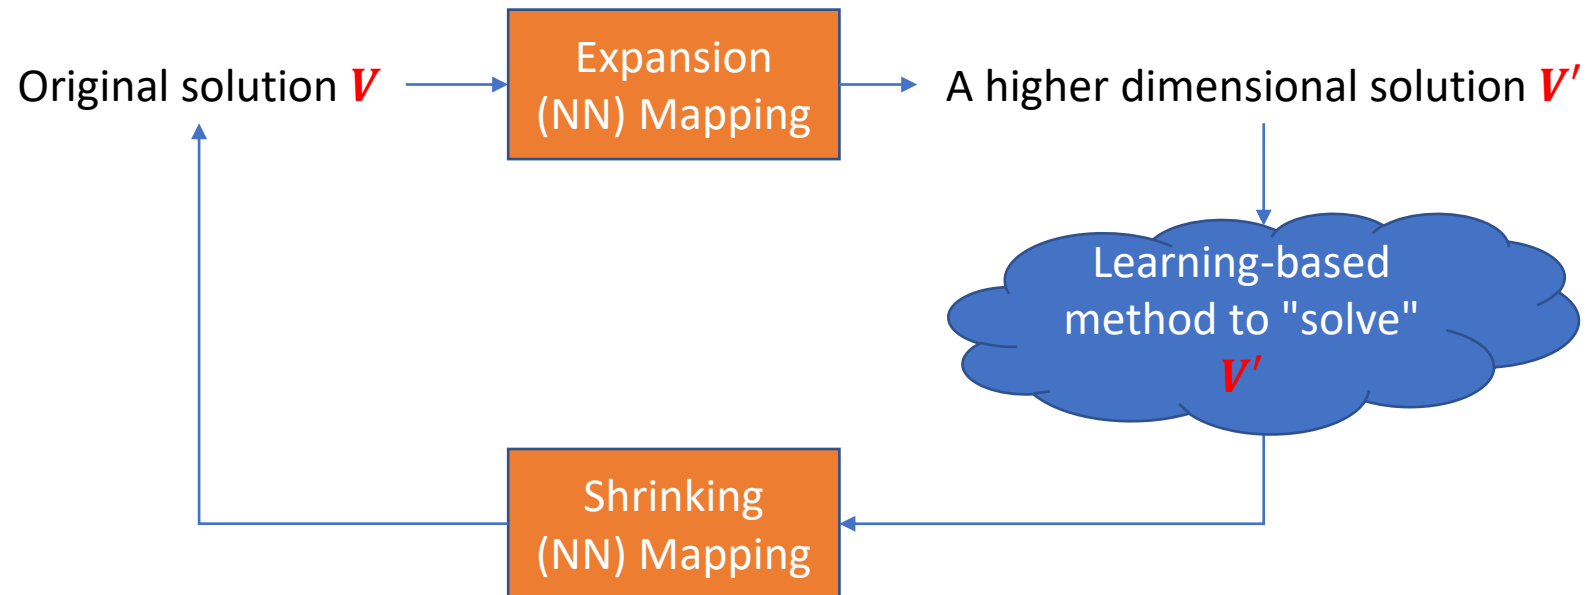 Original solution V
Expansion
(NN) Mapping
A higher dimensional solution V′
Learning-based
method to "solve"
V′
Shrinking
(NN) Mapping